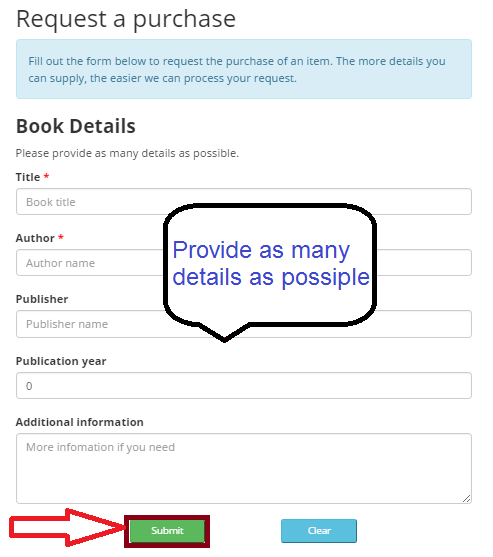 Request a purchase
Fill out the form below to request the purchase of an item. The more details you
can supply, the easier we can process your request.
Book Details
Please provide as many details as possible.
Title *
Book title
Author *
Author name
Provide as many
details as possiple
Publisher
Publisher name
Publication year
0
Additional information
More infomation if you need
Submit
Clear